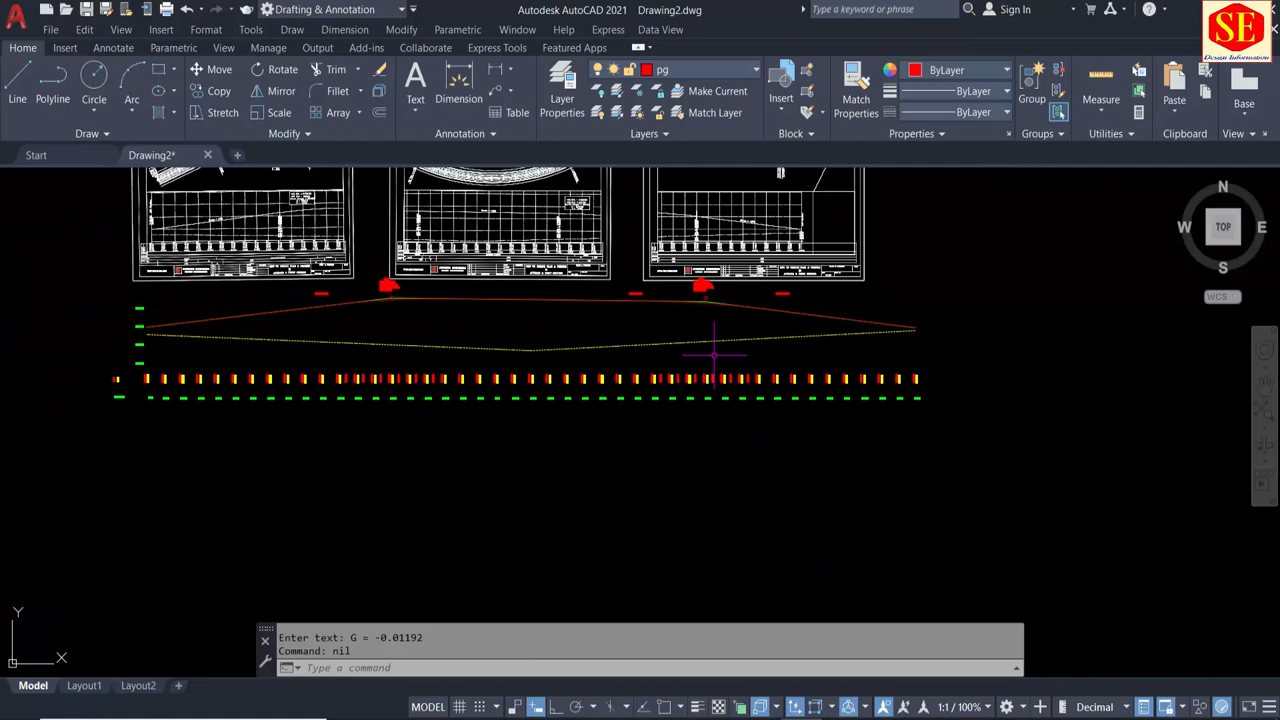 Drafting & Annotation
Autodesk AutoCAD 2021 Drawing2.dwg
Type a keyword or phrase
Sign In
SE
Design Information
File Edit View Insert Format Tools Draw Dimension Modify Parametric Window Help Express Data View
Home Insert Annotate Parametric View Manage Output Add-ins Collaborate Express Tools Featured Apps
Line Polyline Circle Arc
Move Rotate Trim
Copy Mirror Fillet
Stretch Scale Array
Text Dimension Table
Layer Properties
pg
Make Current
Match Layer
Insert
Match Properties
ByLayer
ByLayer
ByLayer
Group
Measure
Paste
Base
Draw Modify Annotation Layers Block Properties Groups Utilities Clipboard View
Start Drawing2*
N
W TOP E
S
WCS
Y
X
Enter text: G = -0.01192
Command: nil
Type a command
Model Layout1 Layout2
MODEL 1:1 / 100% Decimal